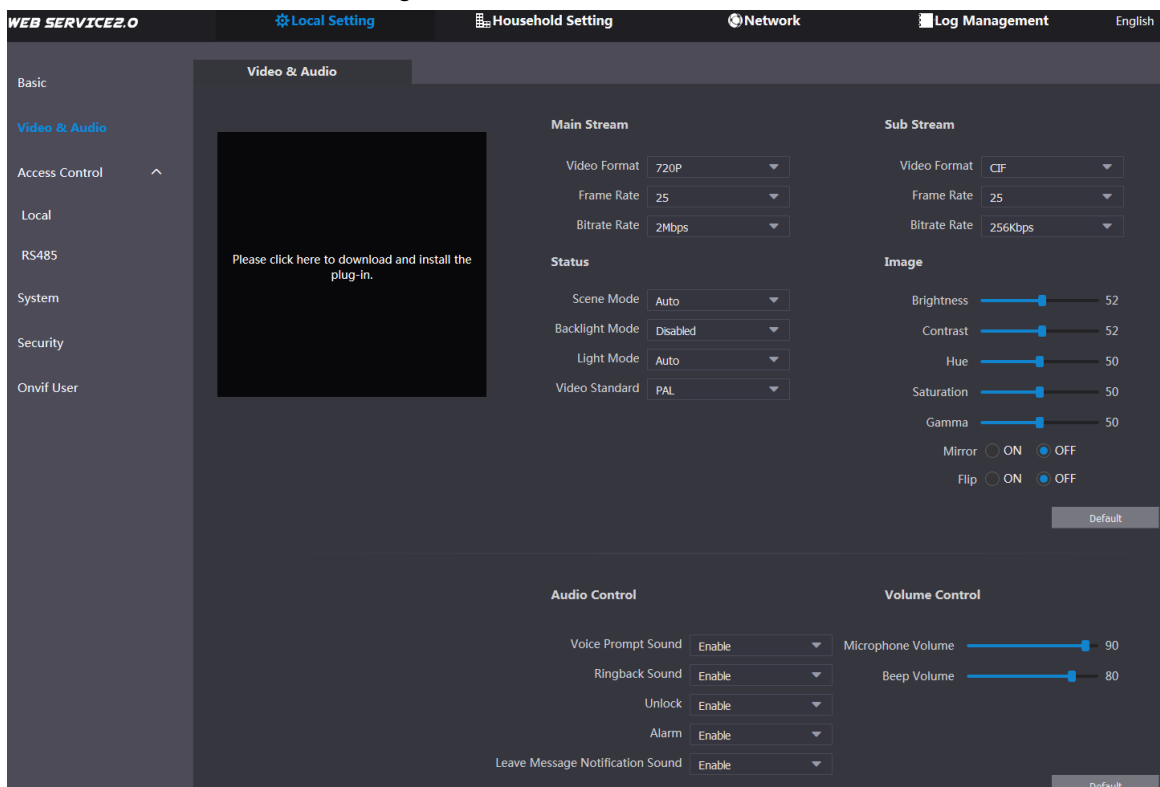 WEB SERVICE2.0 Local Setting Household Setting Network Log Management English
Basic
Video & Audio
Access Control
Local
RS485
System
Security
Onvif User
Video & Audio
Please click here to download and install the
plug-in.
Main Stream
Video Format 720P
Frame Rate 25
Bitrate Rate 2Mbps
Sub Stream
Video Format CIF
Frame Rate 25
Bitrate Rate 256Kbps
Status
Scene Mode Auto
Backlight Mode Disabled
Light Mode Auto
Video Standard PAL
Image
Brightness 52
Contrast 52
Hue 50
Saturation 50
Gamma 50
Mirror ON OFF
Flip ON OFF
Default
Audio Control
Voice Prompt Sound Enable
Ringback Sound Enable
Unlock Enable
Alarm Enable
Leave Message Notification Sound Enable
Volume Control
Microphone Volume 90
Beep Volume 80
Default